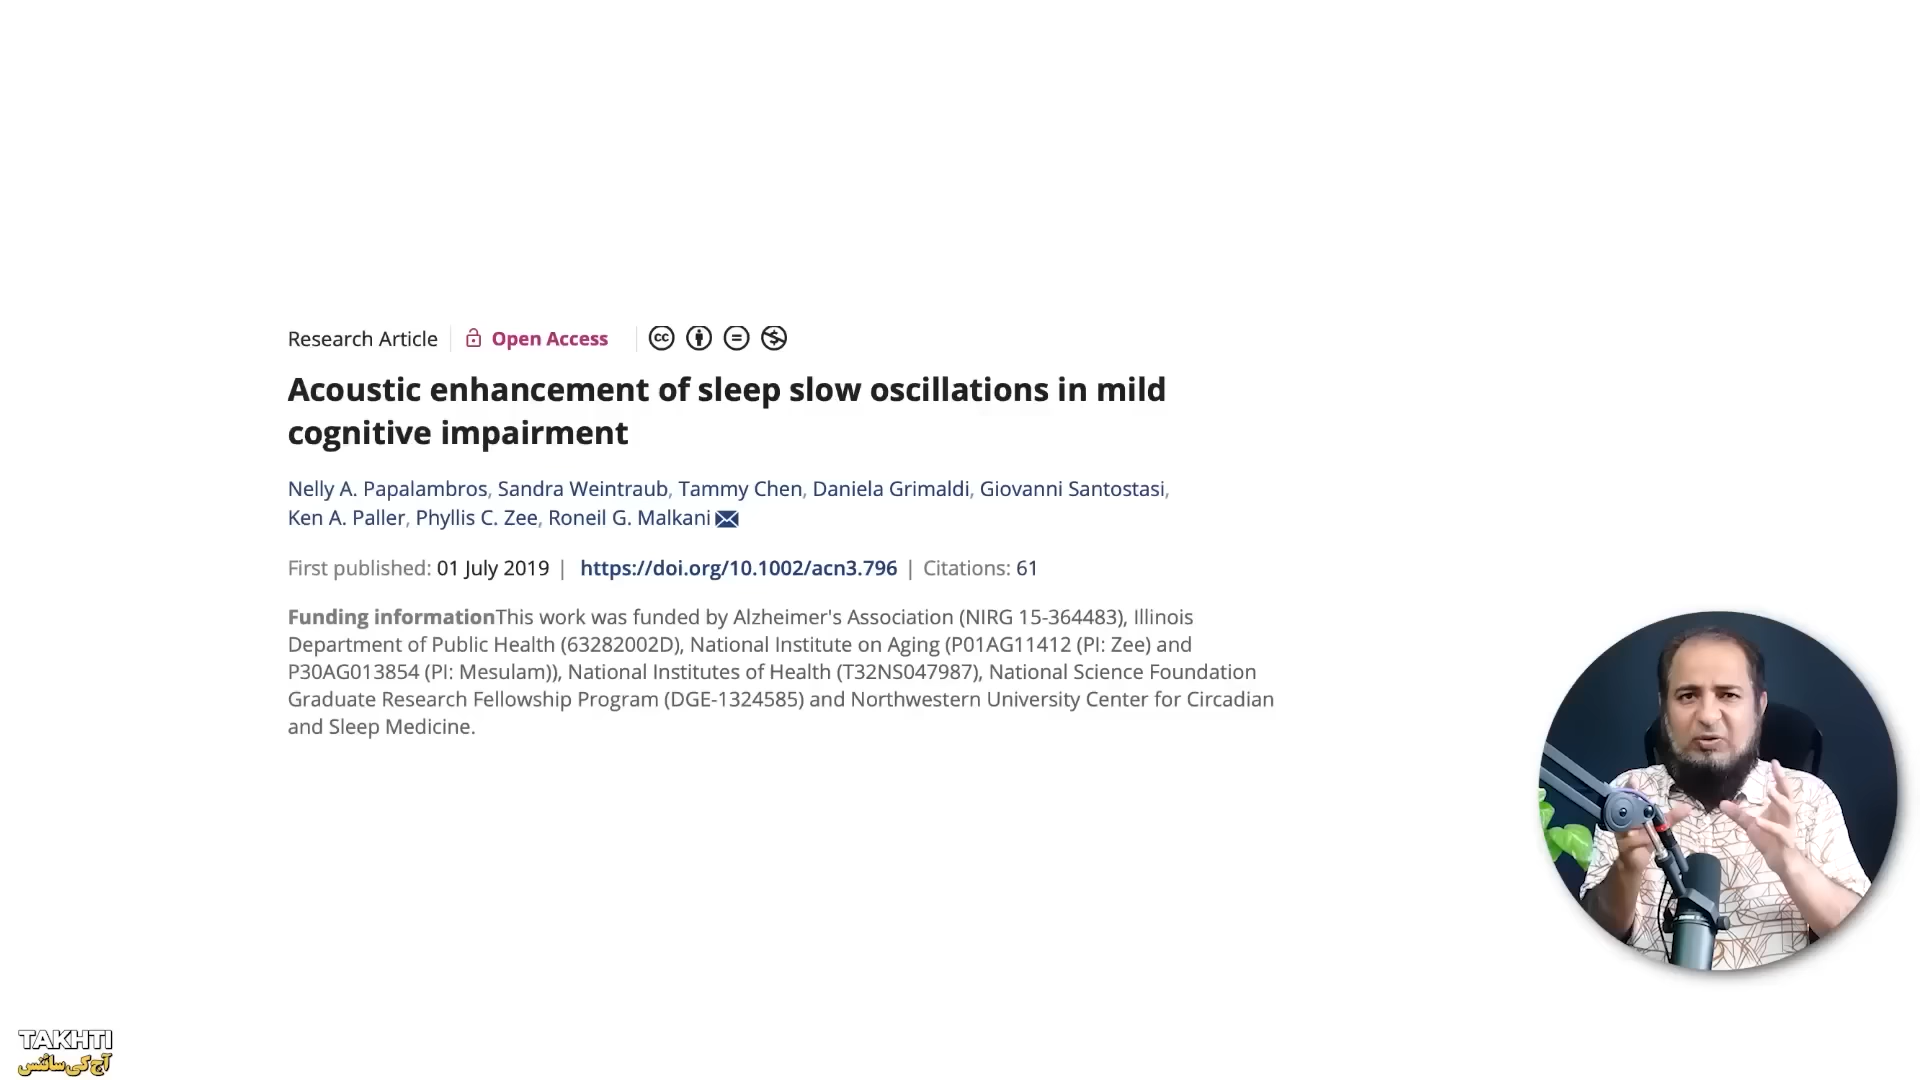 Research Article
Open Access
Acoustic enhancement of sleep slow oscillations in mild
cognitive impairment
Nelly A. Papalambros, Sandra Weintraub, Tammy Chen, Daniela Grimaldi, Giovanni Santostasi,
Ken A. Paller, Phyllis C. Zee, Roneil G. Malkani
First published: 01 July 2019 | https://doi.org/10.1002/acn3.796 | Citations: 61
Funding informationThis work was funded by Alzheimer's Association (NIRG 15-364483), Illinois
Department of Public Health (63282002D), National Institute on Aging (P01AG11412 (PI: Zee) and
P30AG013854 (PI: Mesulam)), National Institutes of Health (T32NS047987), National Science Foundation
Graduate Research Fellowship Program (DGE-1324585) and Northwestern University Center for Circadian
and Sleep Medicine.
TAKHTI
آج کی سائنس